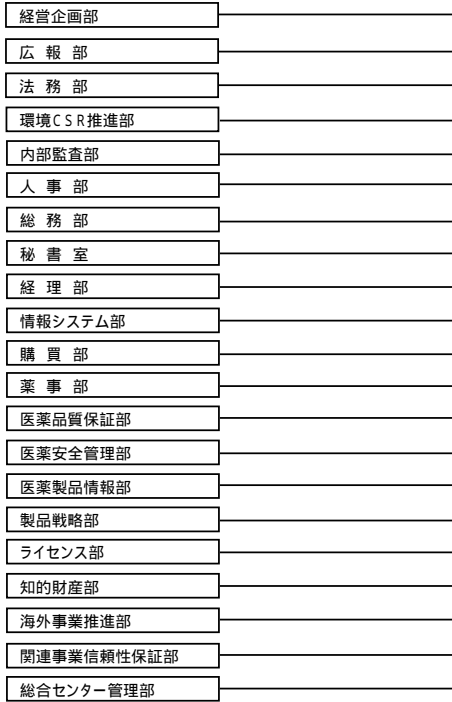 経営企画部
広 報 部
法 務 部
環境CSR推進部
内部監査部
人 事 部
総 務 部
秘 書 室
経 理 部
情報システム部
購 買 部
薬 事 部
医薬品質保証部
医薬安全管理部
医薬製品情報部
製品戦略部
ライセンス部
知的財産部
海外事業推進部
関連事業信頼性保証部
総合センター管理部